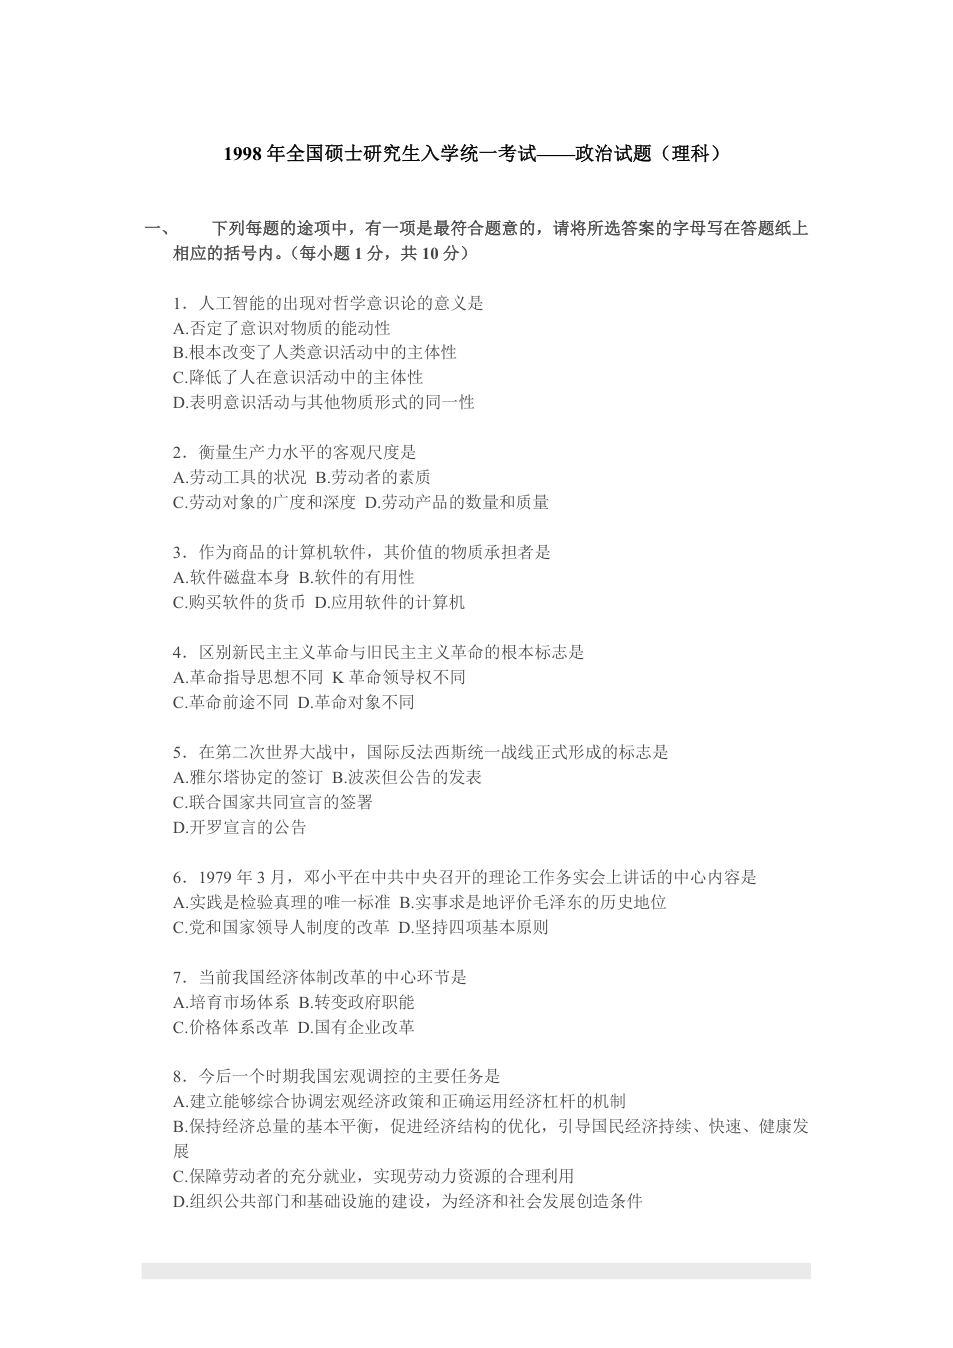 1998 年全国硕士研究生入学统一考试——政治试题（理科）
一、 下列每题的途项中，有一项是最符合题意的，请将所选答案的字母写在答题纸上
相应的括号内。（每小题 1 分，共 10 分）
1．人工智能的出现对哲学意识论的意义是
A.否定了意识对物质的能动性
B.根本改变了人类意识活动中的主体性
C.降低了人在意识活动中的主体性
D.表明意识活动与其他物质形式的同一性
2．衡量生产力水平的客观尺度是
A.劳动工具的状况 B.劳动者的素质
C.劳动对象的广度和深度 D.劳动产品的数量和质量
3．作为商品的计算机软件，其价值的物质承担者是
A.软件磁盘本身 B.软件的有用性
C.购买软件的货币 D.应用软件的计算机
4．区别新民主主义革命与旧民主主义革命的根本标志是
A.革命指导思想不同 K 革命领导权不同
C.革命前途不同 D.革命对象不同
5．在第二次世界大战中，国际反法西斯统一战线正式形成的标志是
A.雅尔塔协定的签订 B.波茨但公告的发表
C.联合国家共同宣言的签署
D.开罗宣言的公告
6．1979 年 3 月，邓小平在中共中央召开的理论工作务实会上讲话的中心内容是
A.实践是检验真理的唯一标准 B.实事求是地评价毛泽东的历史地位
C.党和国家领导人制度的改革 D.坚持四项基本原则
7．当前我国经济体制改革的中心环节是
A.培育市场体系 B.转变政府职能
C.价格体系改革 D.国有企业改革
8．今后一个时期我国宏观调控的主要任务是
A.建立能够综合协调宏观经济政策和正确运用经济杠杆的机制
B.保持经济总量的基本平衡，促进经济结构的优化，引导国民经济持续、快速、健康发
展
C.保障劳动者的充分就业，实现劳动力资源的合理利用
D.组织公共部门和基础设施的建设，为经济和社会发展创造条件